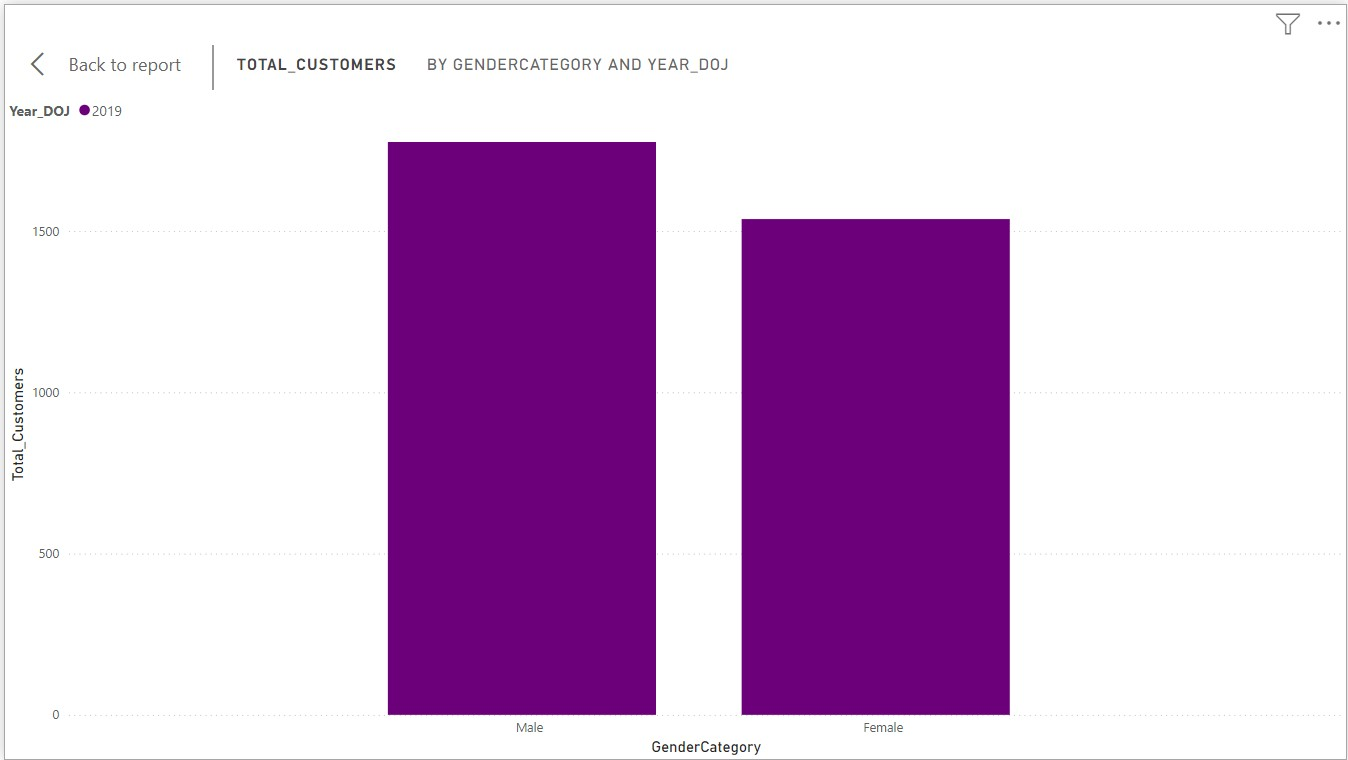 Back to report
TOTAL_CUSTOMERS BY GENDERCATEGORY AND YEAR_DOJ
Year_DOJ 2019
Total_Customers
1500
1000
500
0
Male Female
GenderCategory